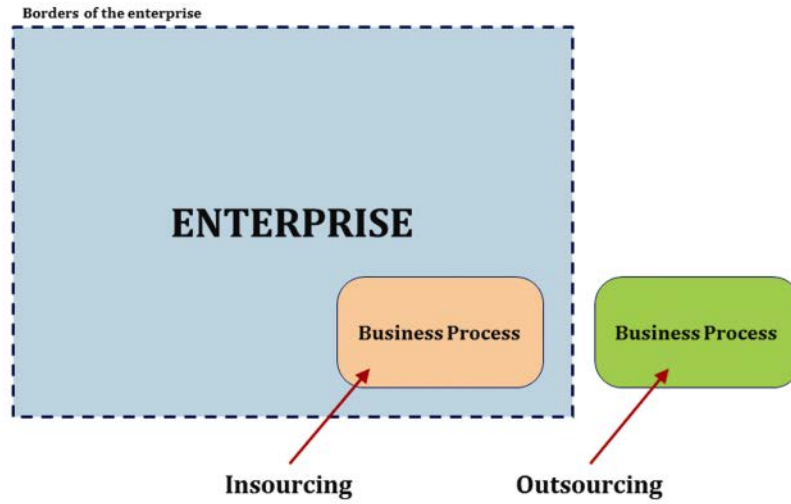 Borders of the enterprise
ENTERPRISE
Business Process
Business Process
Insourcing
Outsourcing